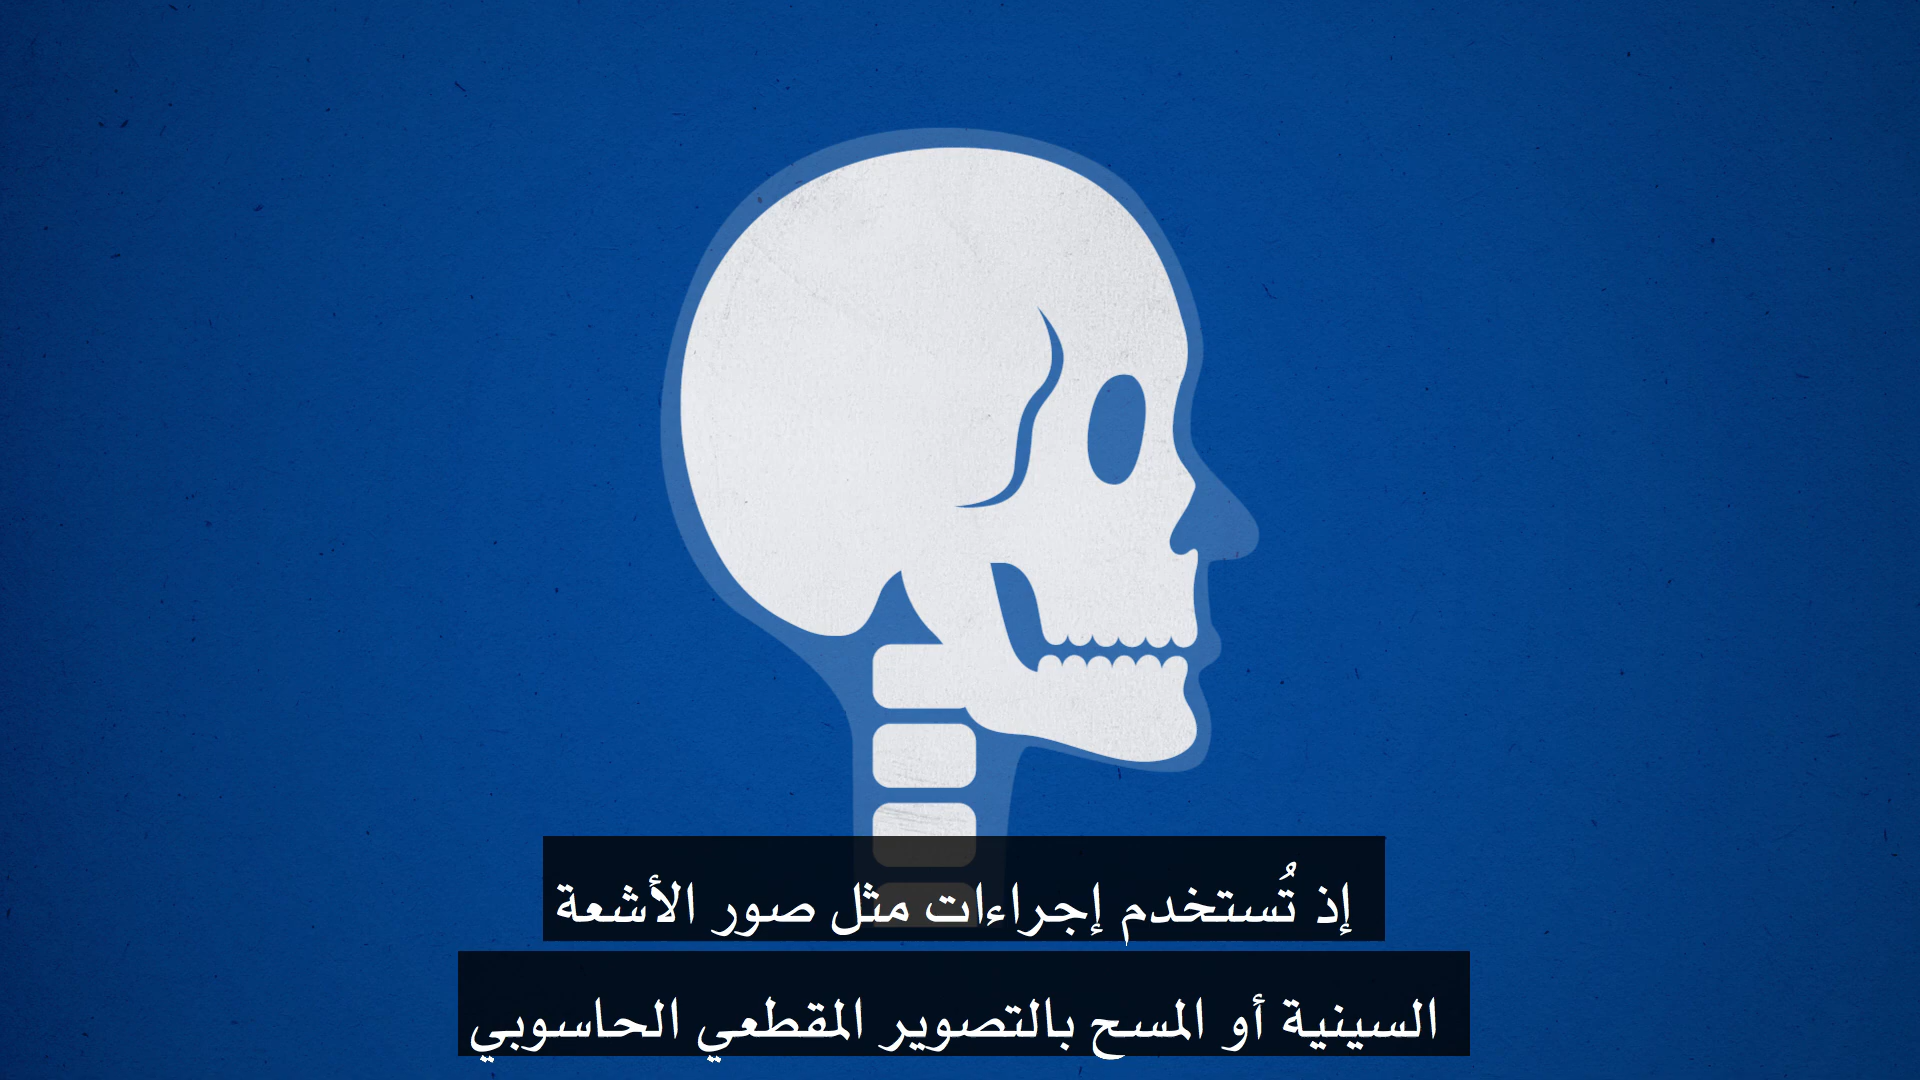 إذ تُستخدم إجراءات مثل صور الأشعة
السينية أو المسح بالتصوير المقطعي الحاسوبي